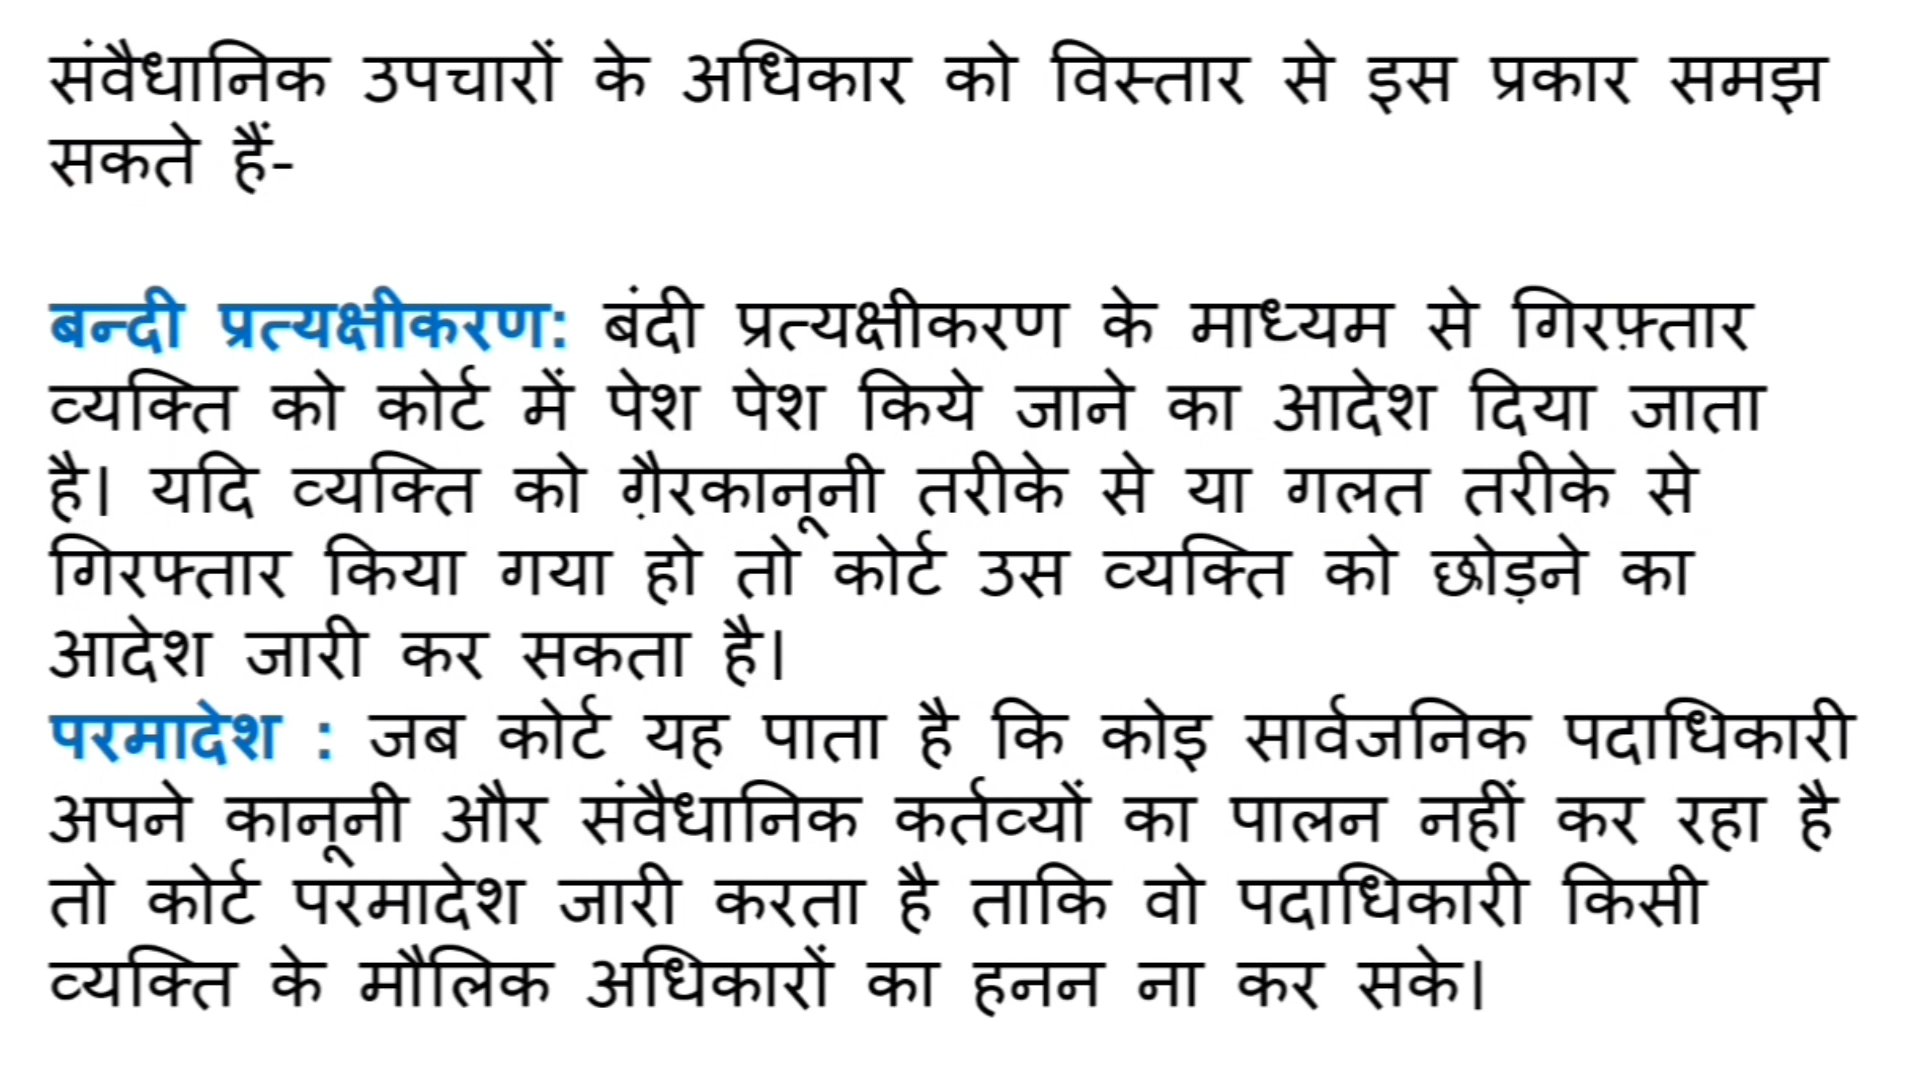 संवैधानिक उपचारों के अधिकार को विस्तार से इस प्रकार समझ
सकते हैं-
बन्दी प्रत्यक्षीकरण: बंदी प्रत्यक्षीकरण के माध्यम से गिरफ़्तार
व्यक्ति को कोर्ट में पेश पेश किये जाने का आदेश दिया जाता
है। यदि व्यक्ति को ग़ैरकानूनी तरीके से या गलत तरीके से
गिरफ्तार किया गया हो तो कोर्ट उस व्यक्ति को छोड़ने का
आदेश जारी कर सकता है।
परमादेश : जब कोर्ट यह पाता है कि कोइ सार्वजनिक पदाधिकारी
अपने कानूनी और संवैधानिक कर्तव्यों का पालन नहीं कर रहा है
तो कोर्ट परमादेश जारी करता है ताकि वो पदाधिकारी किसी
व्यक्ति के मौलिक अधिकारों का हनन ना कर सके।